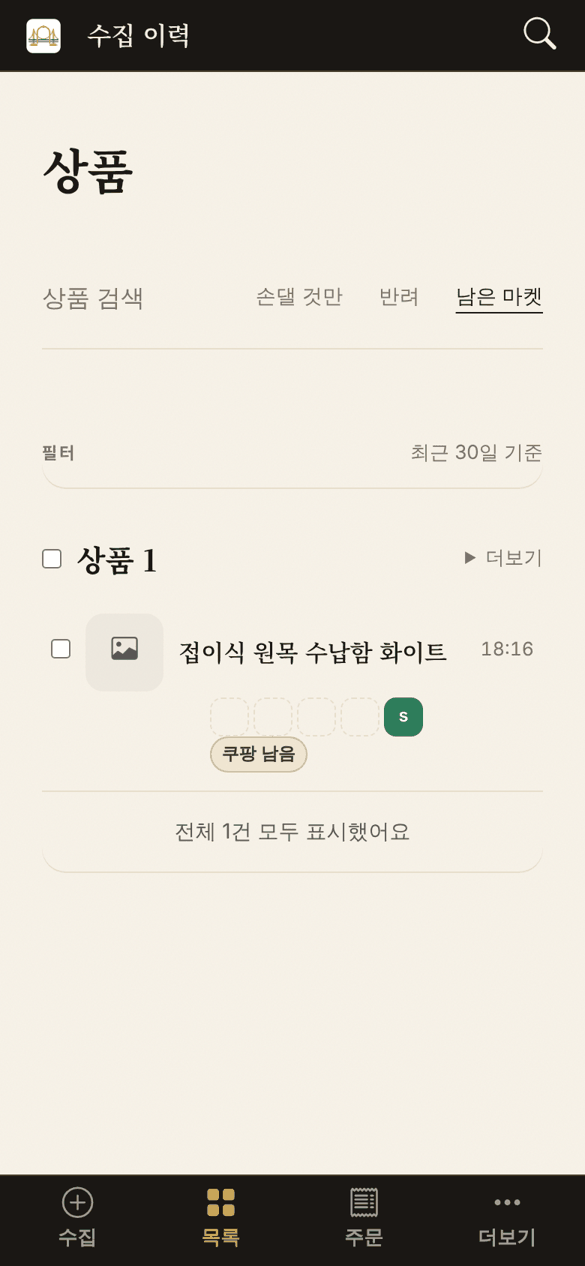 수집 이력
상품
상품 검색 손댈 것만 반려 남은 마켓
필터 최근 30일 기준
상품 1 ▶ 더보기
접이식 원목 수납함 화이트 18:16
S
쿠팡 남음
전체 1건 모두 표시했어요
수집 목록 주문 더보기